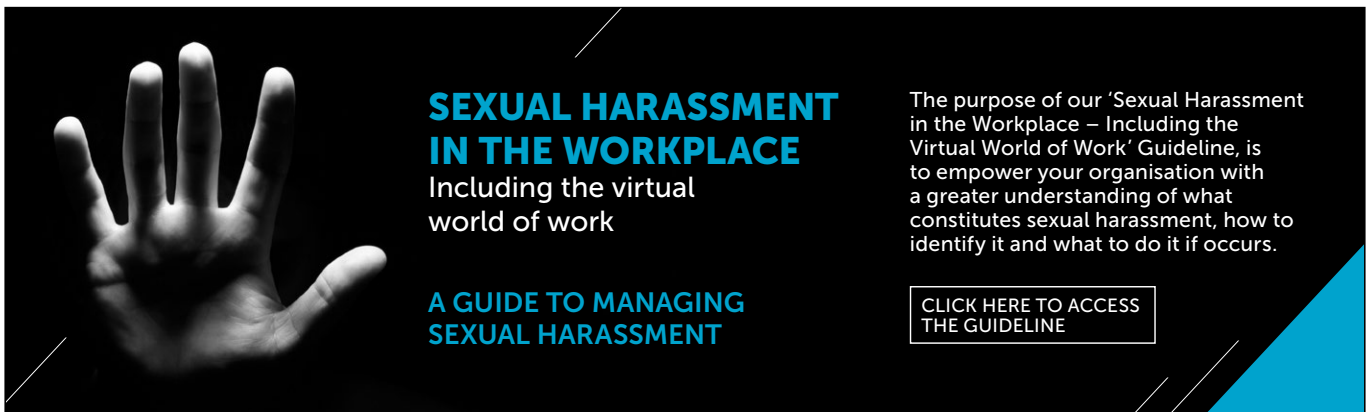 SEXUAL HARASSMENT
IN THE WORKPLACE
Including the virtual
world of work
A GUIDE TO MANAGING
SEXUAL HARASSMENT
The purpose of our ‘Sexual Harassment
in the Workplace – Including the
Virtual World of Work’ Guideline, is
to empower your organisation with
a greater understanding of what
constitutes sexual harassment, how to
identify it and what to do it if occurs.
CLICK HERE TO ACCESS
THE GUIDELINE